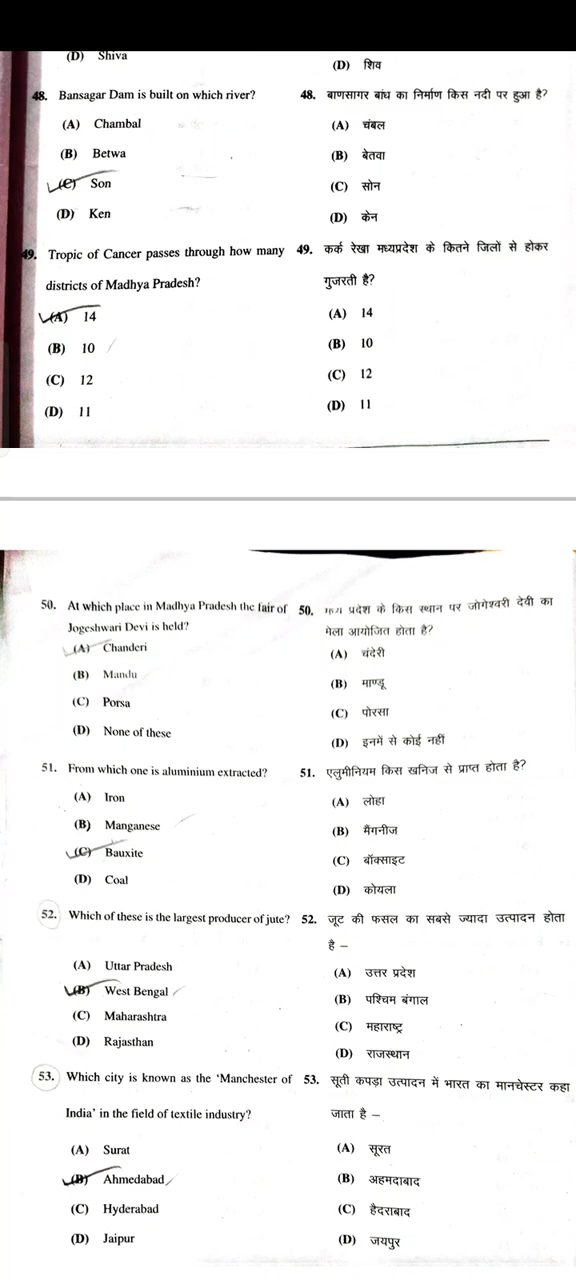 (D) Shiva
(D) शिव
48. Bansagar Dam is built on which river?
(A) Chambal
(B) Betwa
(C) Son
(D) Ken
48. बाणसागर बांध का निर्माण किस नदी पर हुआ है?
(A) चंबल
(B) बेतवा
(C) सोन
(D) केन
49. Tropic of Cancer passes through how many
districts of Madhya Pradesh?
(A) 14
(B) 10
(C) 12
(D) 11
49. कर्क रेखा मध्यप्रदेश के कितने जिलों से होकर
गुजरती है?
(A) 14
(B) 10
(C) 12
(D) 11
50. At which place in Madhya Pradesh the fair of
Jogeshwari Devi is held?
(A) Chanderi
(B) Mandu
(C) Porsa
(D) None of these
50. मध्य प्रदेश के किस स्थान पर जोगेश्वरी देवी का
मेला आयोजित होता है?
(A) चंदेरी
(B) माण्डू
(C) पोरसा
(D) इनमें से कोई नहीं
51. From which one is aluminium extracted?
(A) Iron
(B) Manganese
(C) Bauxite
(D) Coal
51. एलुमीनियम किस खनिज से प्राप्त होता है?
(A) लोहा
(B) मैंगनीज
(C) बॉक्साइट
(D) कोयला
52. Which of these is the largest producer of jute?
(A) Uttar Pradesh
(B) West Bengal
(C) Maharashtra
(D) Rajasthan
52. जूट की फसल का सबसे ज्यादा उत्पादन होता
है –
(A) उत्तर प्रदेश
(B) पश्चिम बंगाल
(C) महाराष्ट्र
(D) राजस्थान
53. Which city is known as the ‘Manchester of
India’ in the field of textile industry?
(A) Surat
(B) Ahmedabad
(C) Hyderabad
(D) Jaipur
53. सूती कपड़ा उत्पादन में भारत का मानचेस्टर कहा
जाता है –
(A) सूरत
(B) अहमदाबाद
(C) हैदराबाद
(D) जयपुर